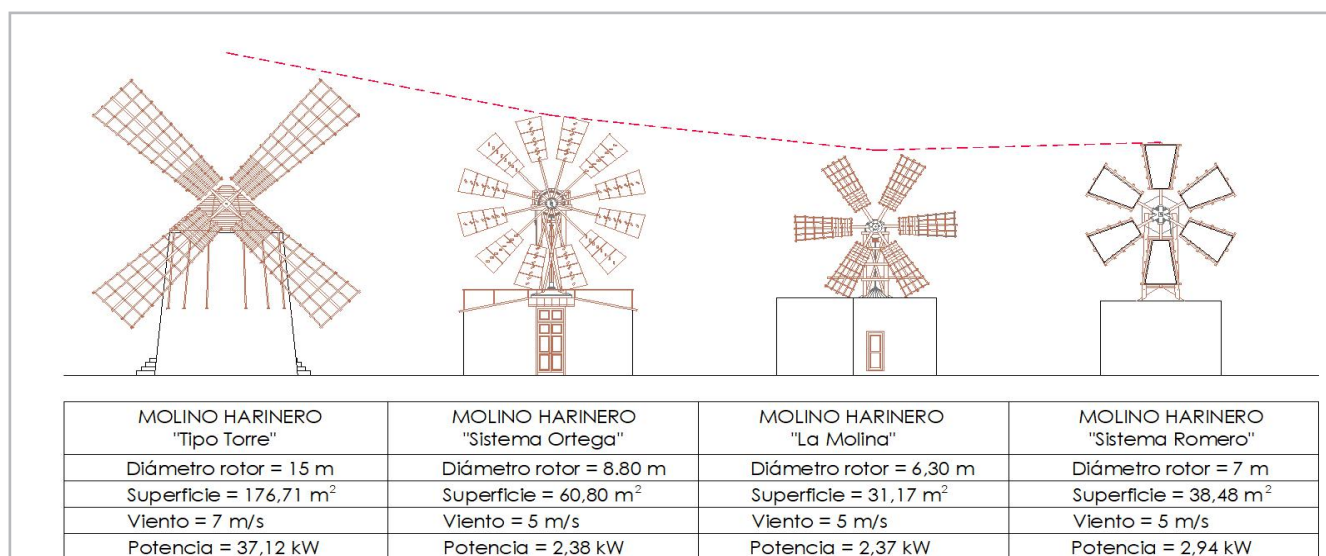 MOLINO HARINERO
"Tipo Torre"
MOLINO HARINERO
"Sistema Ortega"
MOLINO HARINERO
"La Molina"
MOLINO HARINERO
"Sistema Romero"
Diámetro rotor = 15 m
Diámetro rotor = 8.80 m
Diámetro rotor = 6,30 m
Diámetro rotor = 7 m
Superficie = 176,71 m²
Superficie = 60,80 m²
Superficie = 31,17 m²
Superficie = 38,48 m²
Viento = 7 m/s
Viento = 5 m/s
Viento = 5 m/s
Viento = 5 m/s
Potencia = 37,12 kW
Potencia = 2,38 kW
Potencia = 2,37 kW
Potencia = 2,94 kW